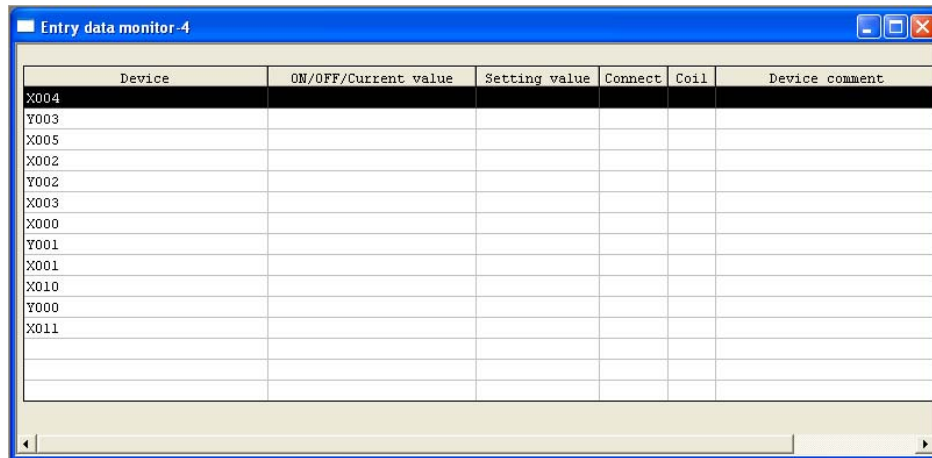 Entry data monitor-4
Device ON/OFF/Current value Setting value Connect Coil Device comment
X004
Y003
X005
X002
Y002
X003
X000
Y001
X001
X010
Y000
X011